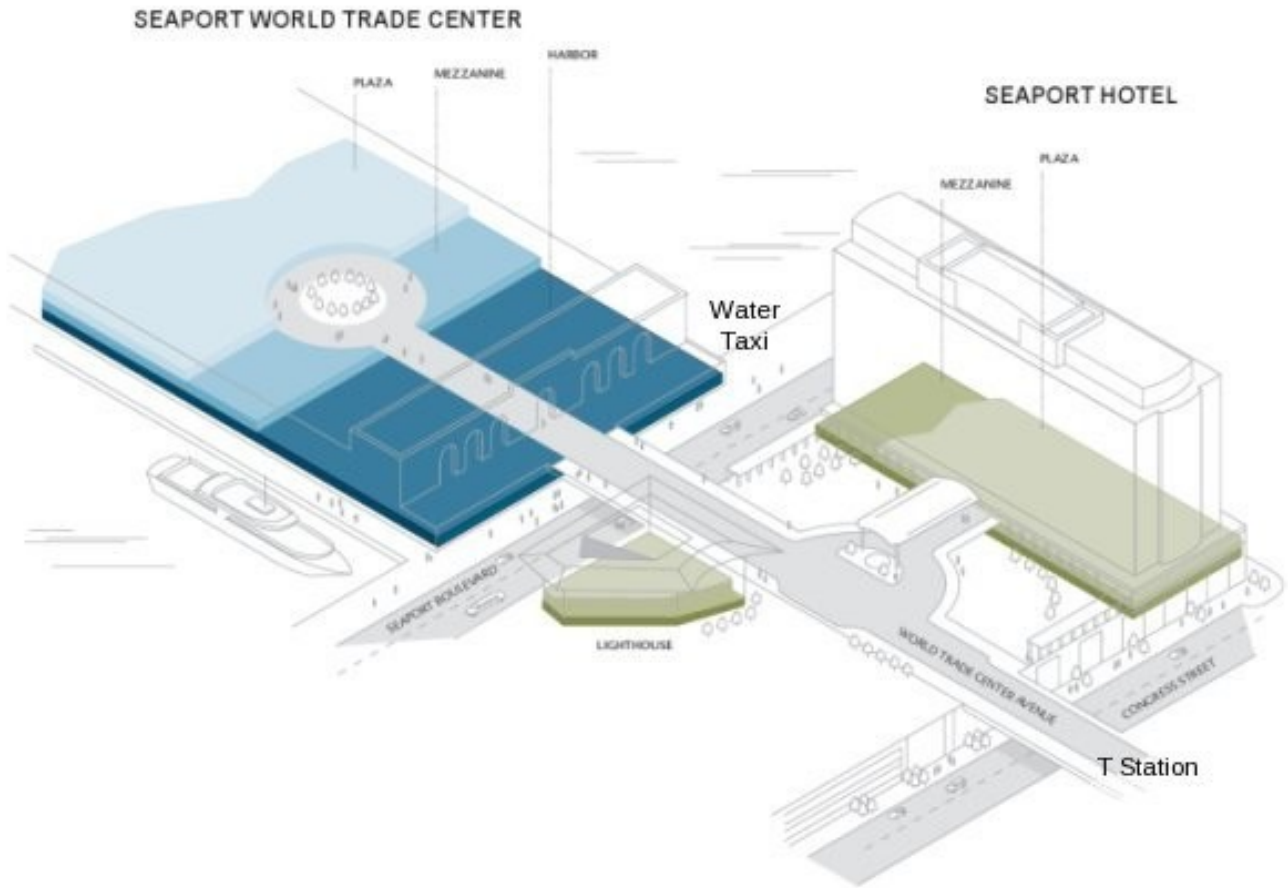 SEAPORT WORLD TRADE CENTER
HARBOR
MEZZANINE
PLAZA
SEAPORT HOTEL
PLAZA
MEZZANINE
Water
Taxi
SEAPORT BOULEVARD
LIGHTHOUSE
WORLD TRADE CENTER AVENUE
CONGRESS STREET
T Station